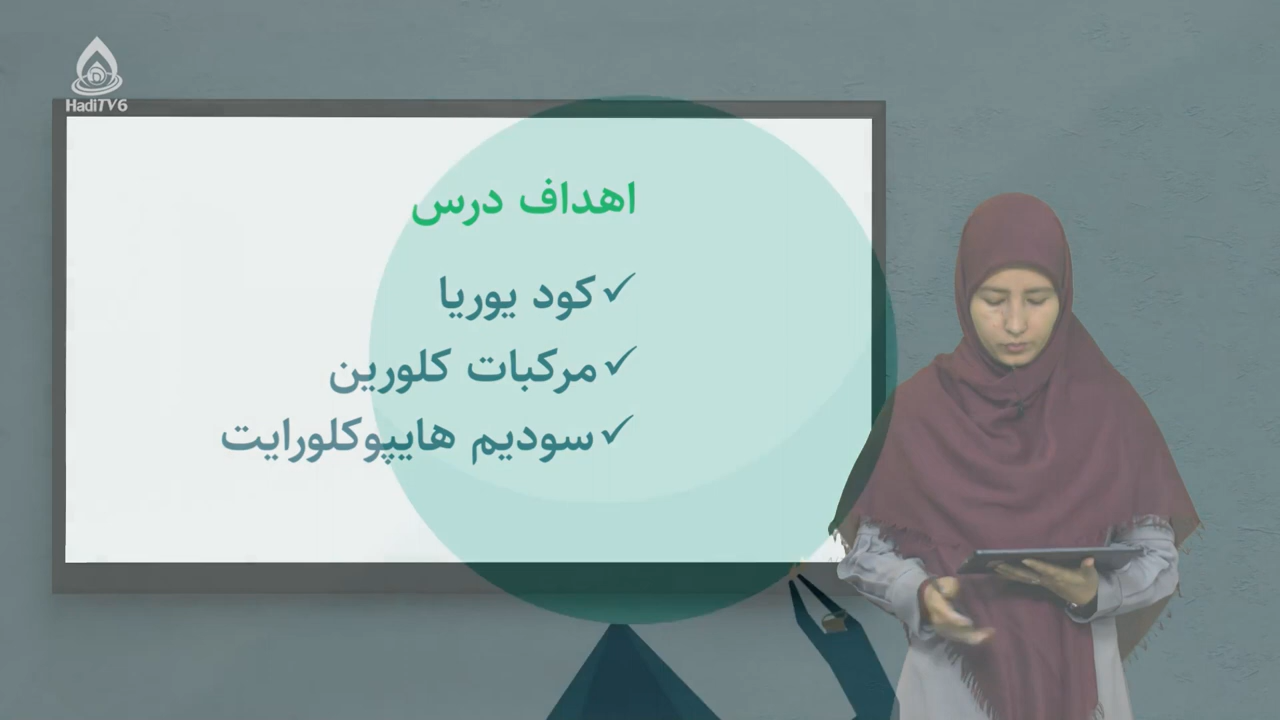 HadiTV6
اهداف درس
✓کود یوریا
✓مرکبات کلورین
✓سودیم هایپوکلورایت